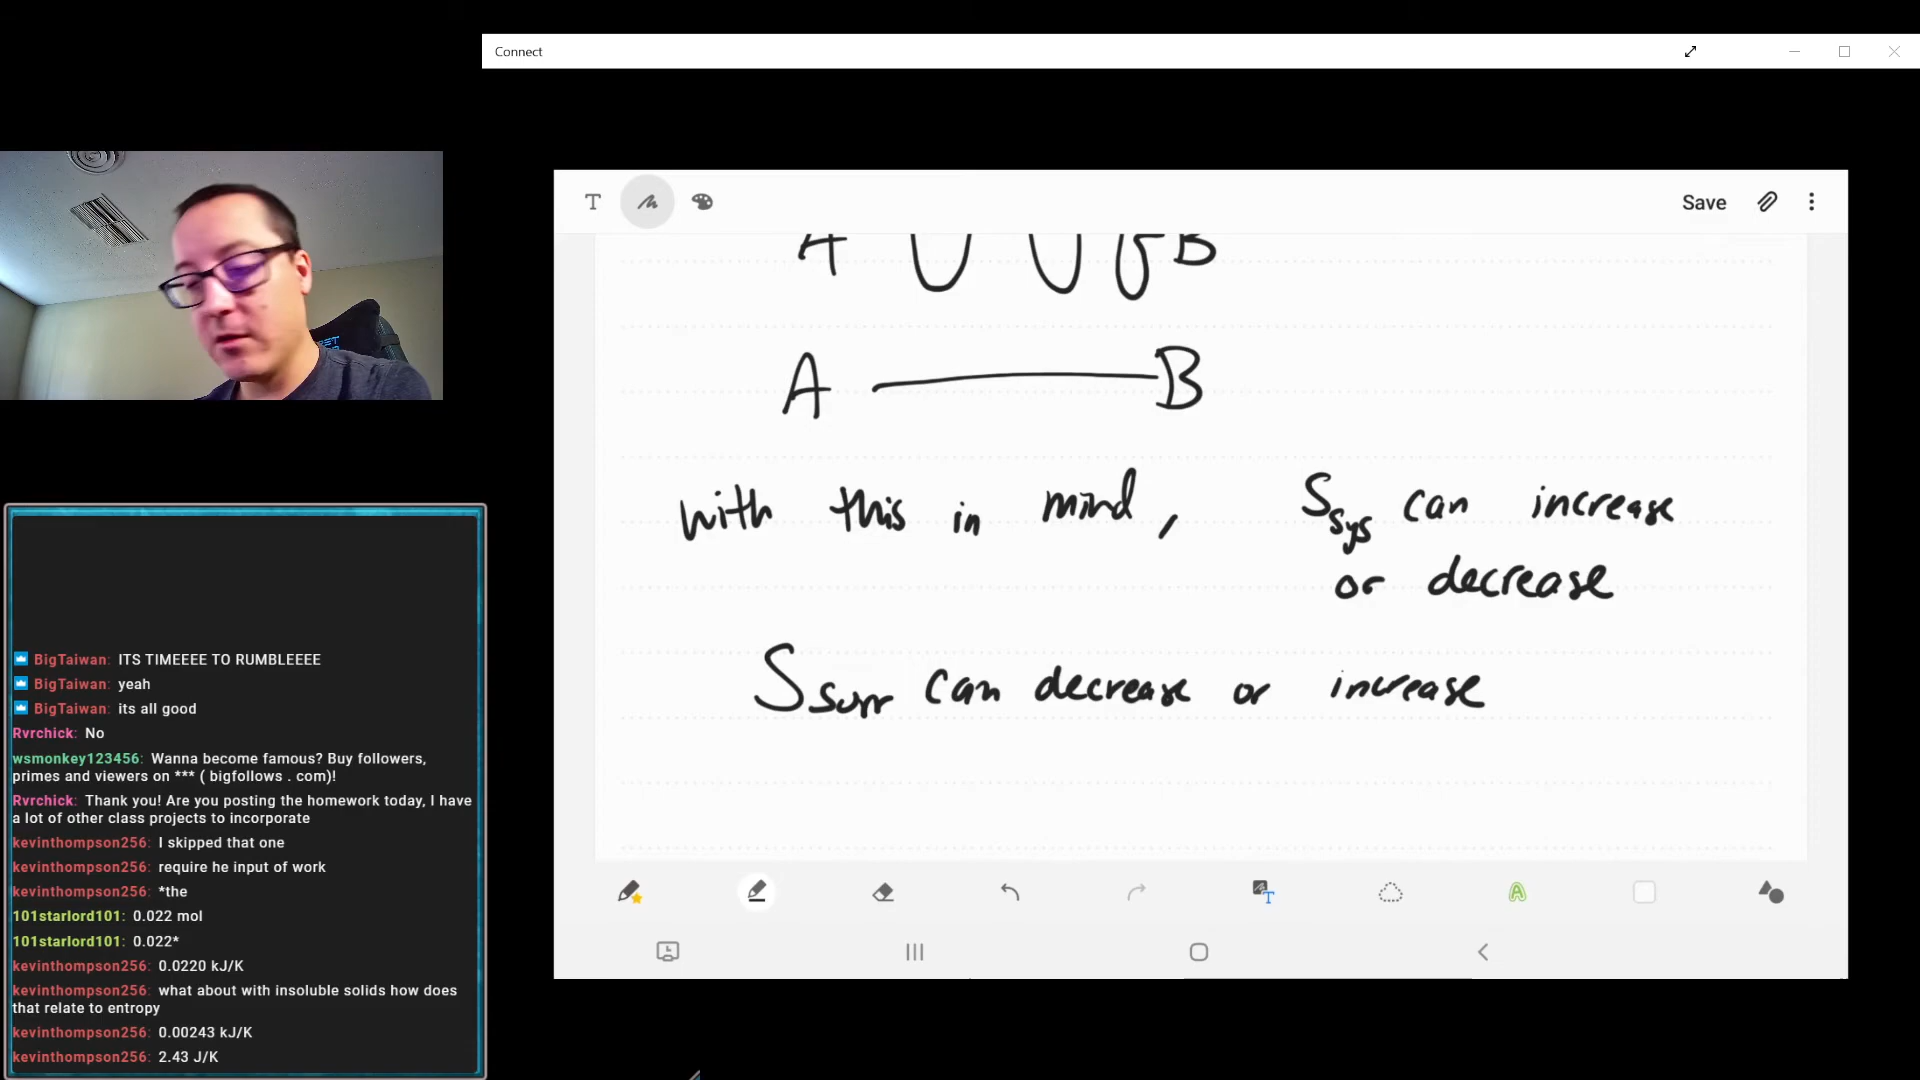 Connect
T
Save
A B
A B
with this in mind, Ssys can increase
or decrease
Ssurr can decrease or increase
BigTaiwan: ITS TIMEEEE TO RUMBLEEEE
BigTaiwan: yeah
BigTaiwan: its all good
Rvrchick: No
wsmonkey123456: Wanna become famous? Buy followers,
primes and viewers on *** ( bigfollows . com)!
Rvrchick: Thank you! Are you posting the homework today, I have
a lot of other class projects to incorporate
kevinthompson256: I skipped that one
kevinthompson256: require he input of work
kevinthompson256: *the
101starlord101: 0.022 mol
101starlord101: 0.022*
kevinthompson256: 0.0220 kJ/K
kevinthompson256: what about with insoluble solids how does
that relate to entropy
kevinthompson256: 0.00243 kJ/K
kevinthompson256: 2.43 J/K